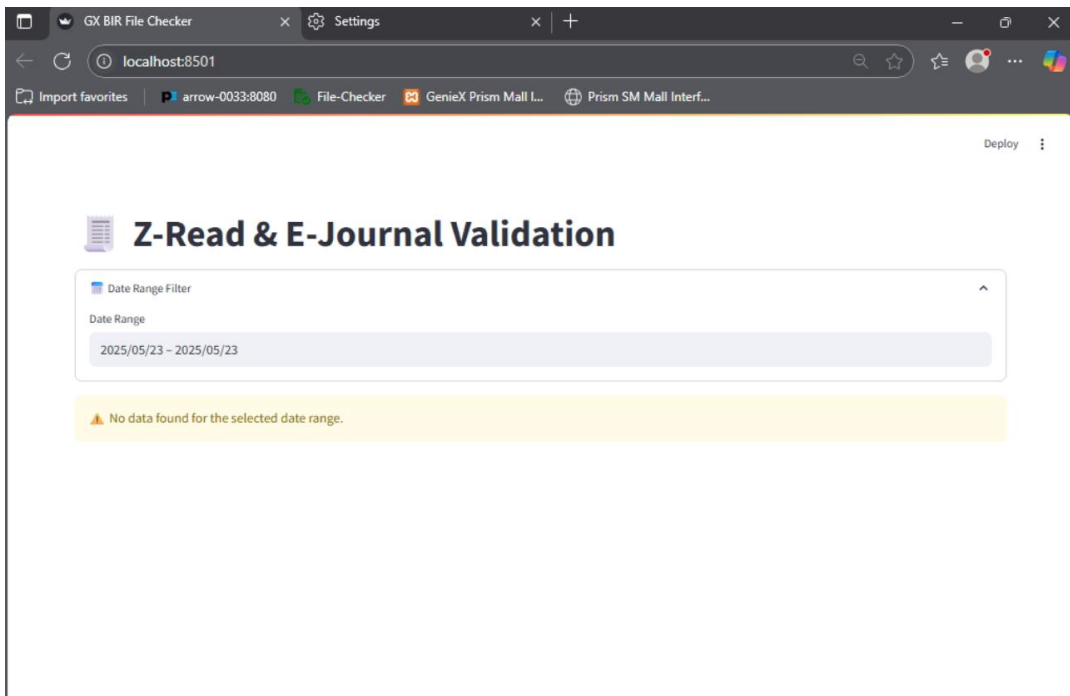 GX BIR File Checker
Settings
localhost:8501
Import favorites
arrow-0033:8080
File-Checker
GenieX Prism Mall I...
Prism SM Mall Interf...
Deploy
Z-Read & E-Journal Validation
Date Range Filter
Date Range
2025/05/23 – 2025/05/23
No data found for the selected date range.